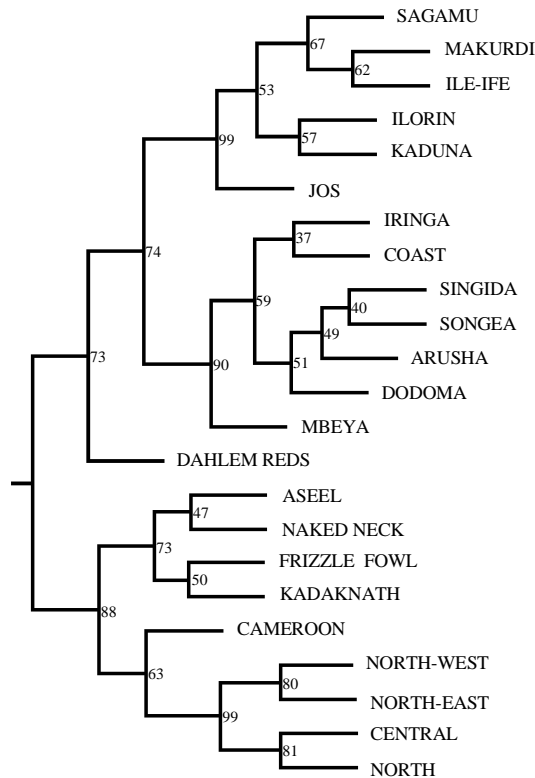 SAGAMU
67
MAKURDI
62
ILE-IFE
53
ILORIN
57
99
KADUNA
JOS
IRINGA
37
74
COAST
SINGIDA
59
40
SONGEA
49
73
ARUSHA
90
51
DODOMA
MBEYA
DAHLEM REDS
ASEEL
47
NAKED NECK
73
FRIZZLE FOWL
50
KADAKNATH
88
CAMEROON
NORTH-WEST
63
80
NORTH-EAST
99
CENTRAL
81
NORTH